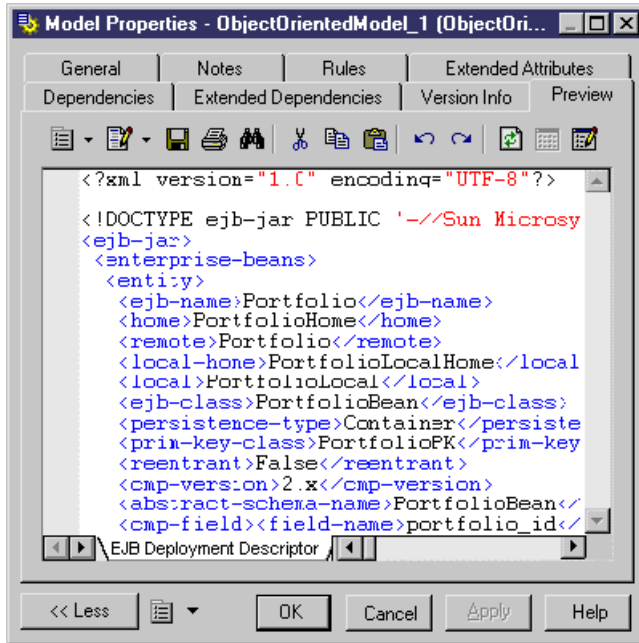 Model Properties - ObjectOrientedModel_1 (ObjectOri...
General Notes Rules Extended Attributes
Dependencies Extended Dependencies Version Info Preview
<?xml version="1.0" encoding="UTF-8"?>
<!DOCTYPE ejb-jar PUBLIC '-//Sun Microsy
<ejb-jar>
<enterprise-beans>
<entity>
<ejb-name>Portfolio</ejb-name>
<home>PortfolioHome</home>
<remote>Portfolio</remote>
<local-home>PortfolioLocalHome</local
<local>PortfolioLocal</local>
<ejb-class>PortfolioBean</ejb-class>
<persistence-type>Container</persiste
<prim-key-class>PortfolioPK</prim-key
<reentrant>False</reentrant>
<cmp-version>2.x</cmp-version>
<abstract-schema-name>PortfolioBean</
<cmp-field><field-name>portfolio_id</
EJB Deployment Descriptor
<< Less OK Cancel Apply Help